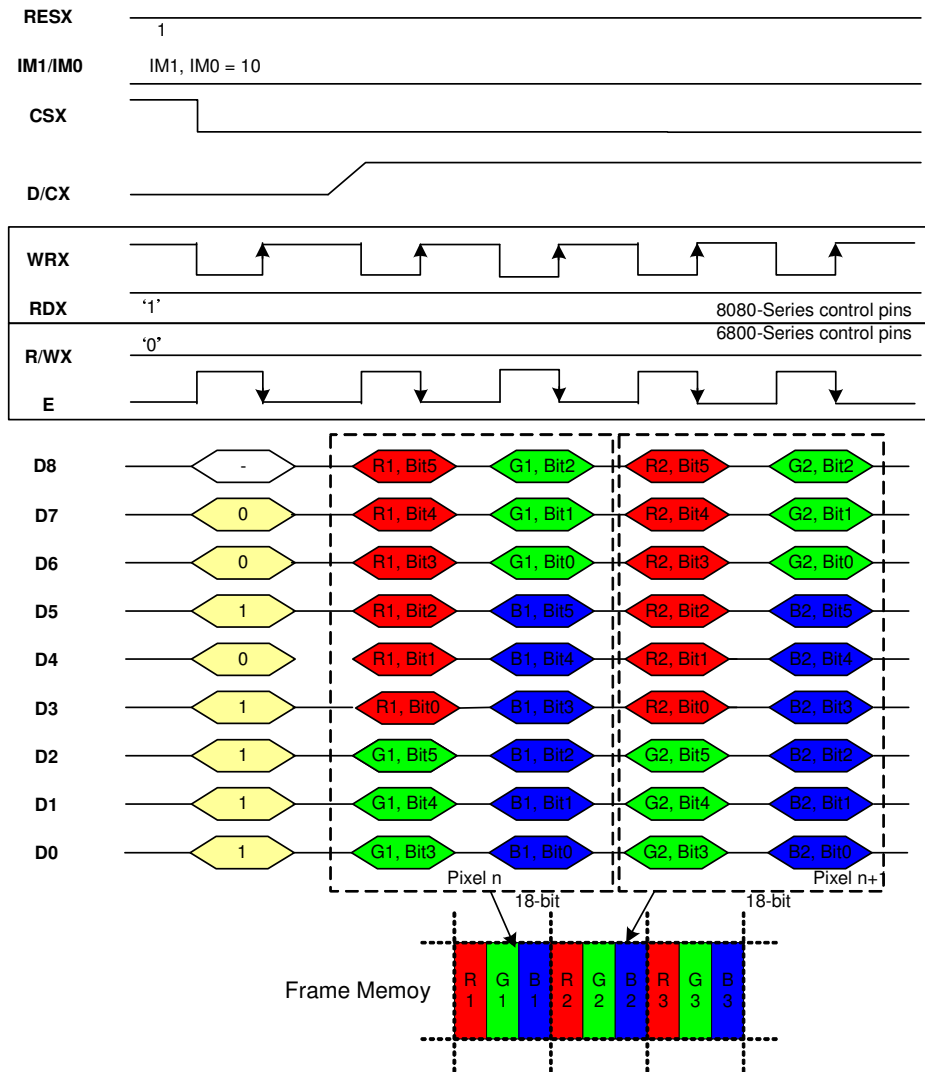 RESX
1
IM1/IM0 IM1, IM0 = 10
CSX
D/CX
WRX
RDX '1' 8080-Series control pins
6800-Series control pins
R/WX '0'
E
D8 - R1, Bit5 G1, Bit2 R2, Bit5 G2, Bit2
D7 0 R1, Bit4 G1, Bit1 R2, Bit4 G2, Bit1
D6 0 R1, Bit3 G1, Bit0 R2, Bit3 G2, Bit0
D5 1 R1, Bit2 B1, Bit5 R2, Bit2 B2, Bit5
D4 0 R1, Bit1 B1, Bit4 R2, Bit1 B2, Bit4
D3 1 R1, Bit0 B1, Bit3 R2, Bit0 B2, Bit3
D2 1 G1, Bit5 B1, Bit2 G2, Bit5 B2, Bit2
D1 1 G1, Bit4 B1, Bit1 G2, Bit4 B2, Bit1
D0 1 G1, Bit3 B1, Bit0 G2, Bit3 B2, Bit0
Pixel n Pixel n+1
18-bit 18-bit
Frame Memoy
R G B R G B R G B
1 1 1 2 2 2 3 3 3